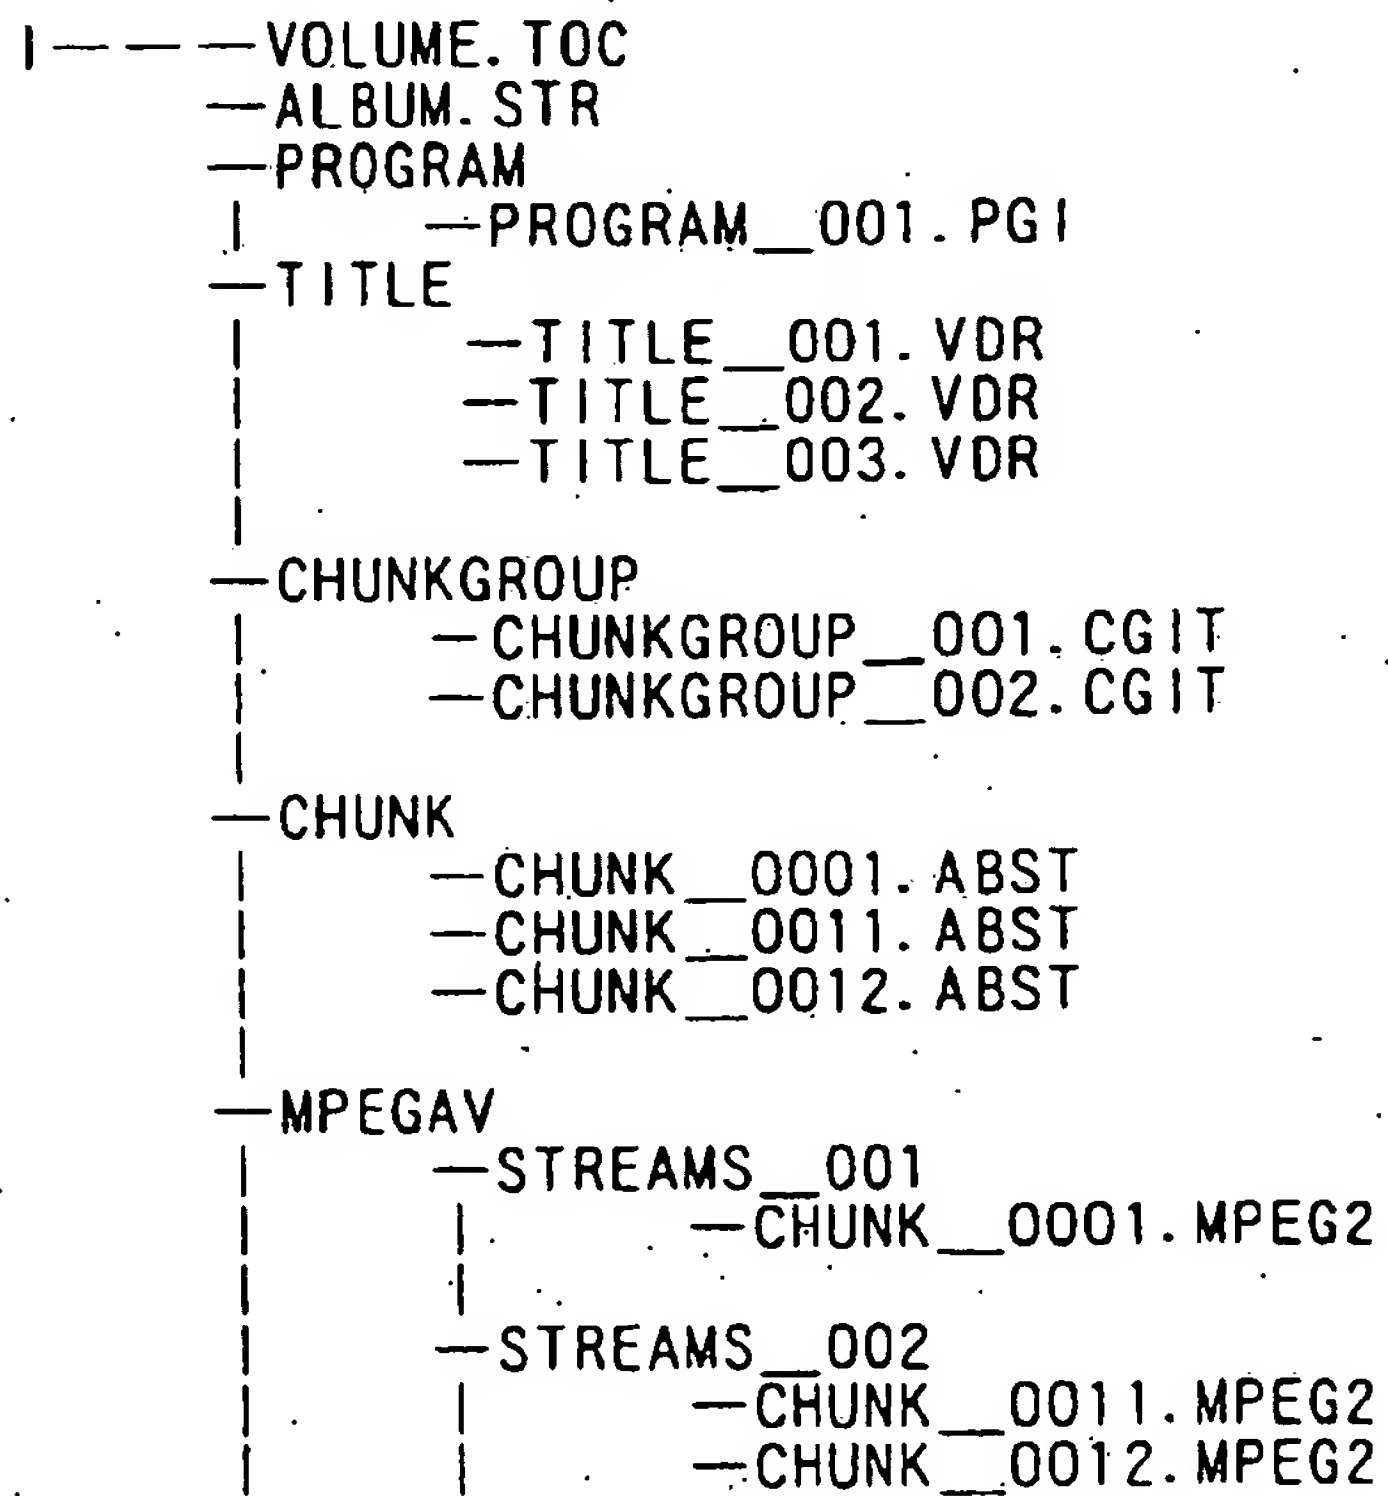 VOLUME.TOC
ALBUM.STR
PROGRAM
PROGRAM__001.PGI
TITLE
TITLE__001.VDR
TITLE__002.VDR
TITLE__003.VDR
CHUNKGROUP
CHUNKGROUP__001.CGIT
CHUNKGROUP__002.CGIT
CHUNK
CHUNK__0001.ABST
CHUNK__0011.ABST
CHUNK__0012.ABST
MPEGAV
STREAMS__001
CHUNK__0001.MPEG2
STREAMS__002
CHUNK__0011.MPEG2
CHUNK__0012.MPEG2